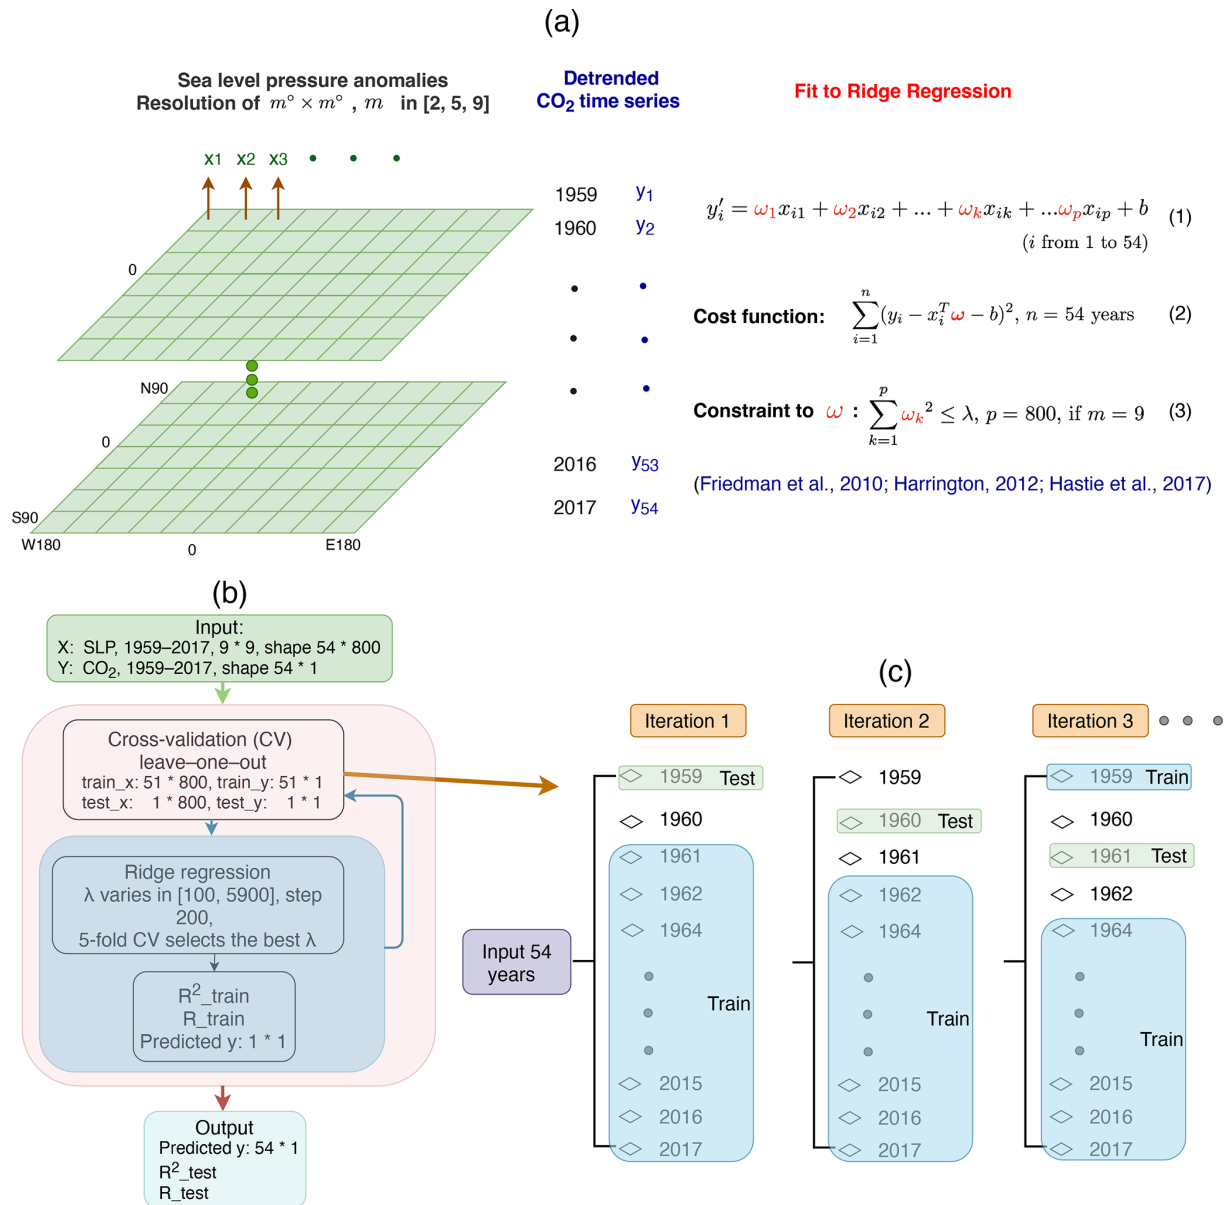 (a)
Sea level pressure anomalies
Resolution of m° × m° , m in [2, 5, 9]
x1 x2 x3
0
N90
0
S90
W180
0
E180
Detrended
CO₂ time series
1959 y₁
1960 y₂
2016 y₅₃
2017 y₅₄
Fit to Ridge Regression
y′ᵢ = ω₁xᵢ₁ + ω₂xᵢ₂ + ... + ωₖxᵢₖ + ...ωₚxᵢₚ + b (1)
(i from 1 to 54)
Cost function: ∑ⁿᵢ₌₁(yᵢ − xᵢᵀω − b)², n = 54 years (2)
Constraint to ω : ∑ᵖₖ₌₁ ωₖ² ≤ λ, p = 800, if m = 9 (3)
(Friedman et al., 2010; Harrington, 2012; Hastie et al., 2017)
(b)
Input:
X: SLP, 1959–2017, 9 * 9, shape 54 * 800
Y: CO₂, 1959–2017, shape 54 * 1
Cross-validation (CV)
leave–one–out
train_x: 51 * 800, train_y: 51 * 1
test_x: 1 * 800, test_y: 1 * 1
Ridge regression
λ varies in [100, 5900], step
200,
5-fold CV selects the best λ
R²_train
R_train
Predicted y: 1 * 1
Output
Predicted y: 54 * 1
R²_test
R_test
(c)
Input 54
years
Iteration 1
1959 Test
1960
1961
1962
1964
Train
2015
2016
2017
Iteration 2
1959
1960 Test
1961
1962
1964
Train
2015
2016
2017
Iteration 3
1959 Train
1960
1961 Test
1962
1964
Train
2015
2016
2017